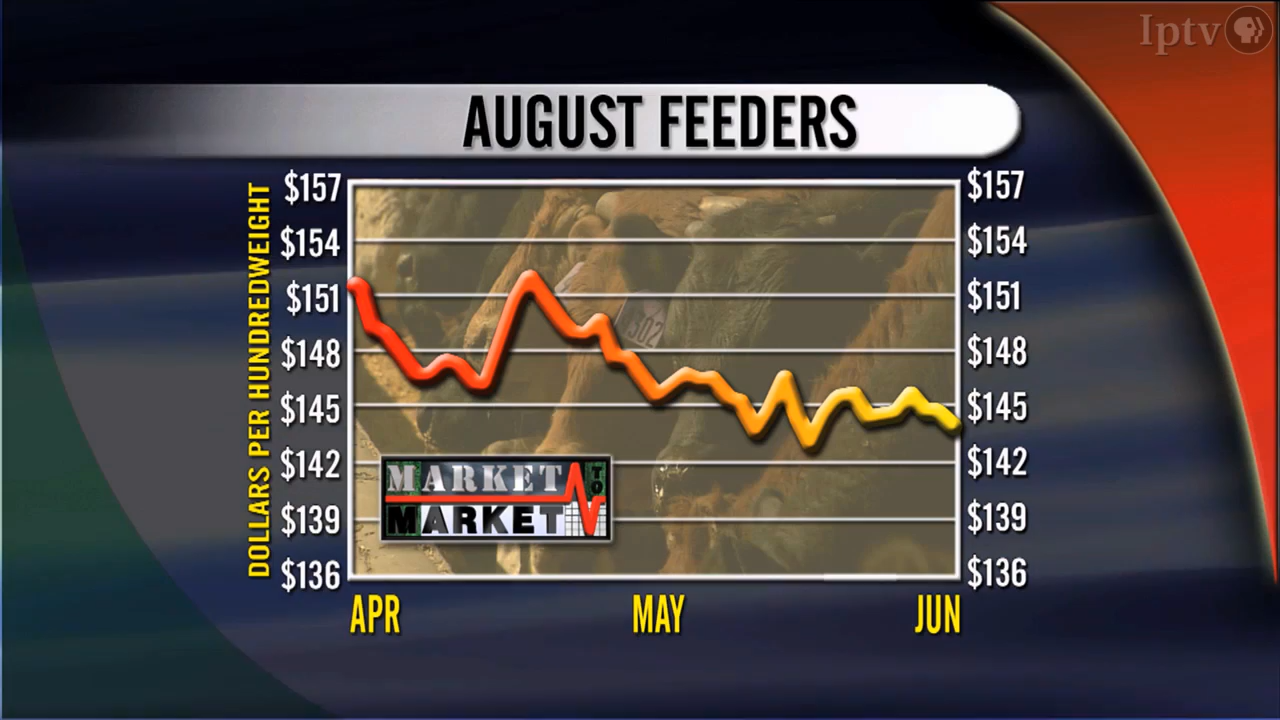 Iptv
AUGUST FEEDERS
DOLLARS PER HUNDREDWEIGHT
$157 $157
$154 $154
$151 $151
$148 $148
$145 $145
$142 $142
$139 $139
$136 $136
302
MARKET TO
MARKET
APR MAY JUN